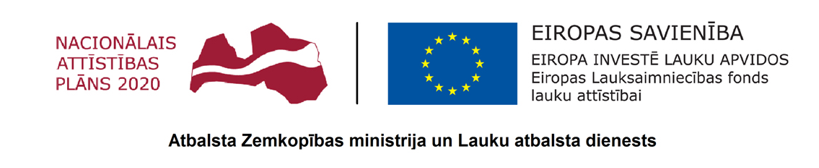 NACIONĀLAIS
ATTĪSTĪBAS
PLĀNS 2020
EIROPAS SAVIENĪBA
EIROPA INVESTĒ LAUKU APVIDOS
Eiropas Lauksaimniecības fonds
lauku attīstībai
Atbalsta Zemkopības ministrija un Lauku atbalsta dienests